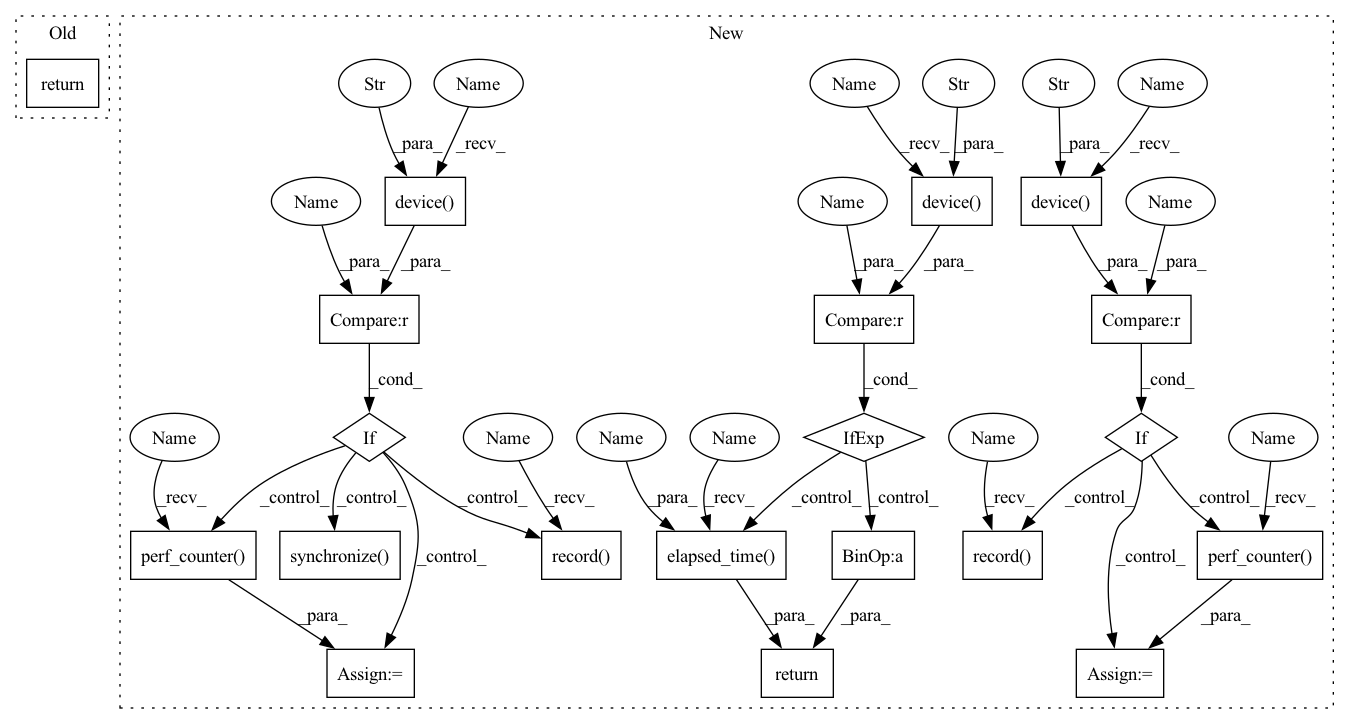 Old
New
return
Str
Name
Name
Str
Str
Name
_para_
_recv_
_recv_
_para_
_para_
_recv_
Name
device()
Name
device()
device()
Name
_para_
_para_
_para_
_para_
_para_
_para_
Compare:r
Compare:r
Compare:r
_cond_
_cond_
_cond_
Name
If
Name
Name
Name
IfExp
Name
If
Name
_recv_
_control_
_control_
_control_
_recv_
_para_
_recv_
_control_
_control_
_recv_
_control_
_control_
_recv_
perf_counter()
synchronize()
_control_
record()
elapsed_time()
BinOp:a
record()
_control_
perf_counter()
_para_
_para_
_para_
_para_
Assign:=
return
Assign:=